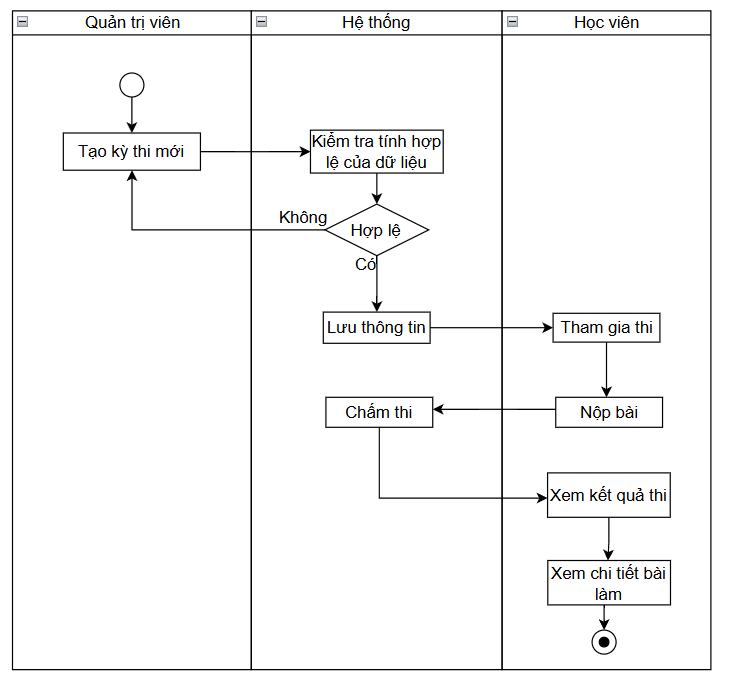 Quản trị viên
Hệ thống
Học viên
Tạo kỳ thi mới
Kiểm tra tính hợp
lệ của dữ liệu
Không
Hợp lệ
Có
Lưu thông tin
Tham gia thi
Chấm thi
Nộp bài
Xem kết quả thi
Xem chi tiết bài
làm